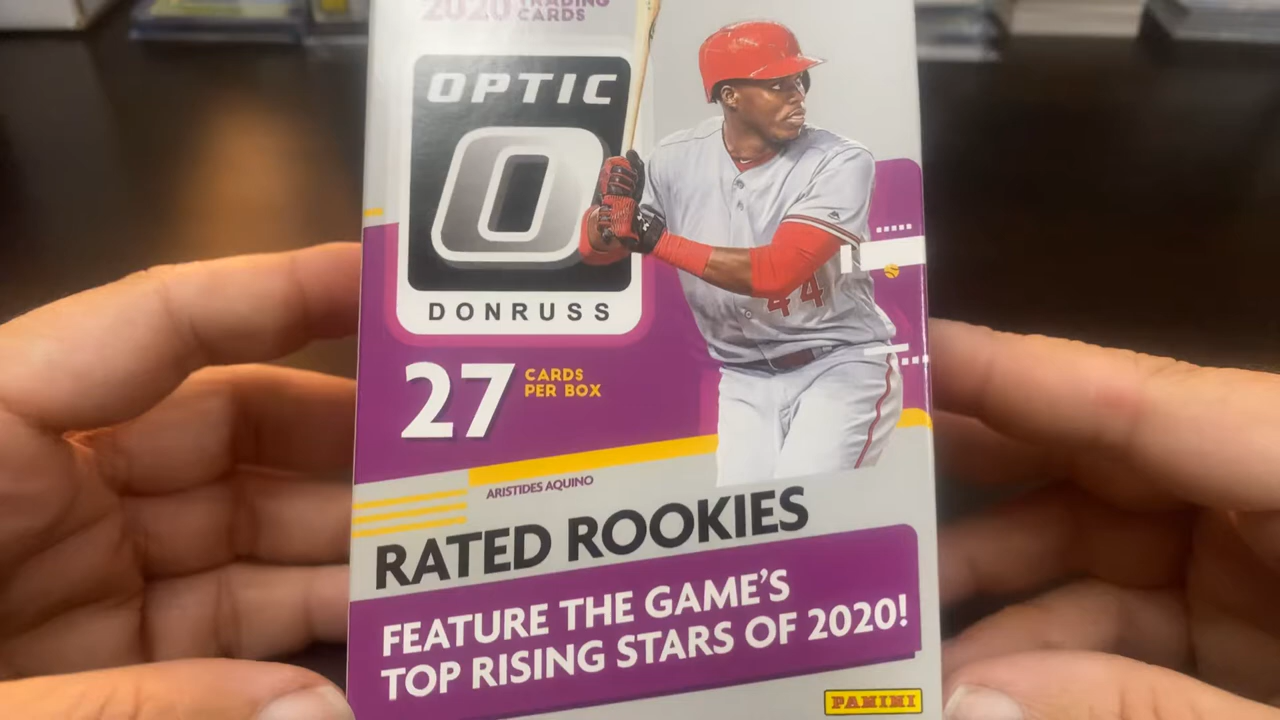 2020 TRADING
CARDS
OPTIC
O
DONRUSS
27 CARDS
PER BOX
44
ARISTIDES AQUINO
RATED ROOKIES
FEATURE THE GAME'S
TOP RISING STARS OF 2020!
PANINI